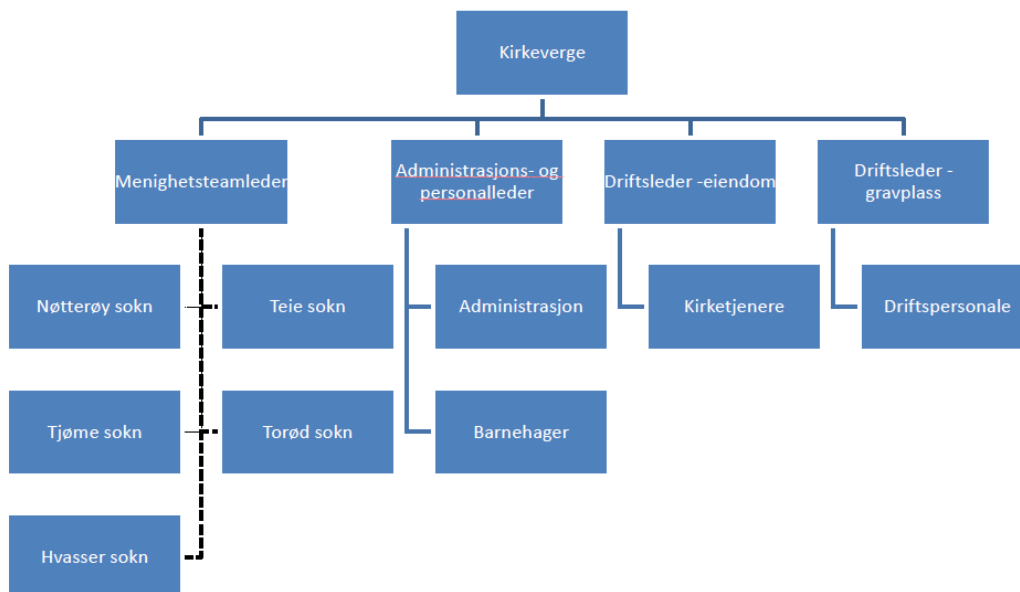 Kirkeverge
Menighetsteamleder
Administrasjons- og
personalleder
Driftsleder -eiendom
Driftsleder -
gravplass
Nøtterøy sokn
Teie sokn
Administrasjon
Kirketjenere
Driftspersonale
Tjøme sokn
Torød sokn
Barnehager
Hvasser sokn